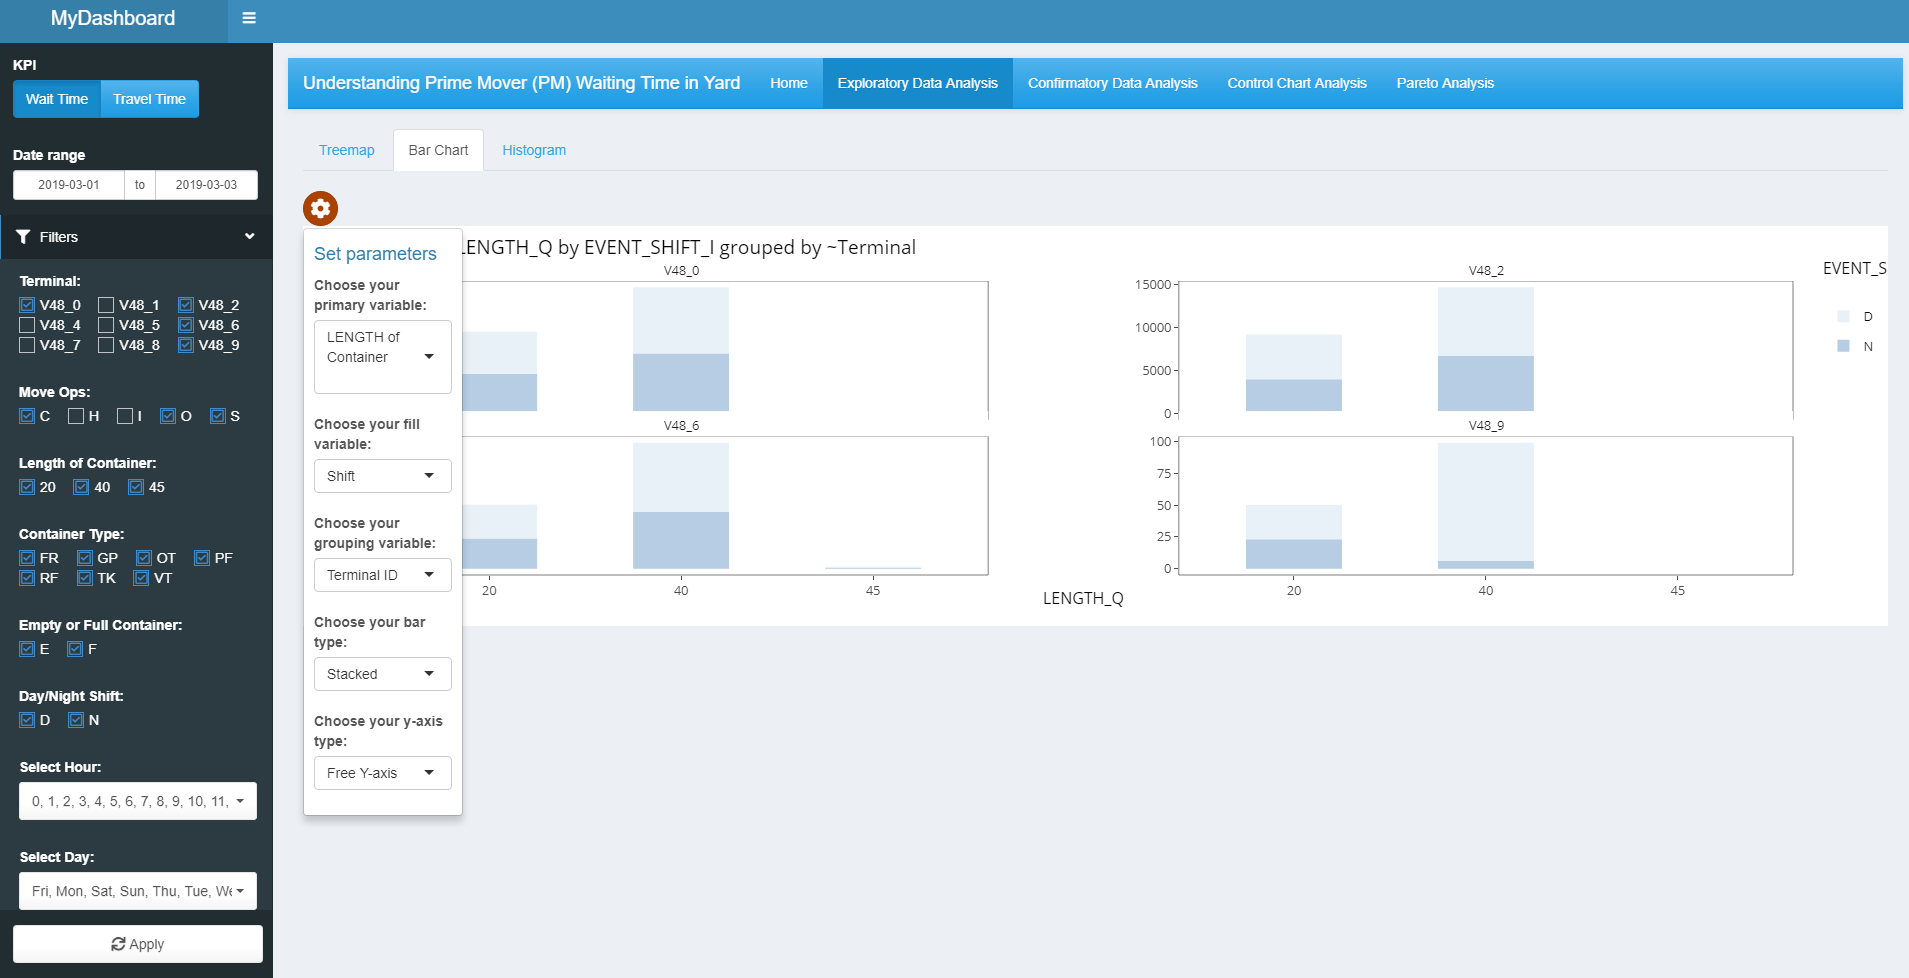 MyDashboard
KPI
Wait Time Travel Time
Date range
2019-03-01 to 2019-03-03
Filters
Terminal:
V48_0 V48_1 V48_2
V48_4 V48_5 V48_6
V48_7 V48_8 V48_9
Move Ops:
C H I O S
Length of Container:
20 40 45
Container Type:
FR GP OT PF
RF TK VT
Empty or Full Container:
E F
Day/Night Shift:
D N
Select Hour:
0, 1, 2, 3, 4, 5, 6, 7, 8, 9, 10, 11,
Select Day:
Fri, Mon, Sat, Sun, Thu, Tue, We
Apply
Understanding Prime Mover (PM) Waiting Time in Yard Home Exploratory Data Analysis Confirmatory Data Analysis Control Chart Analysis Pareto Analysis
Treemap Bar Chart Histogram
Set parameters
Choose your
primary variable:
LENGTH of
Container
Choose your fill
variable:
Shift
Choose your
grouping variable:
Terminal ID
Choose your bar
type:
Stacked
Choose your y-axis
type:
Free Y-axis
LENGTH_Q by EVENT_SHIFT_I grouped by ~Terminal
V48_0
V48_2
15000
10000
5000
0
V48_6
V48_9
100
75
50
25
0
20 40 45
20 40 45
LENGTH_Q
EVENT_S
D
N